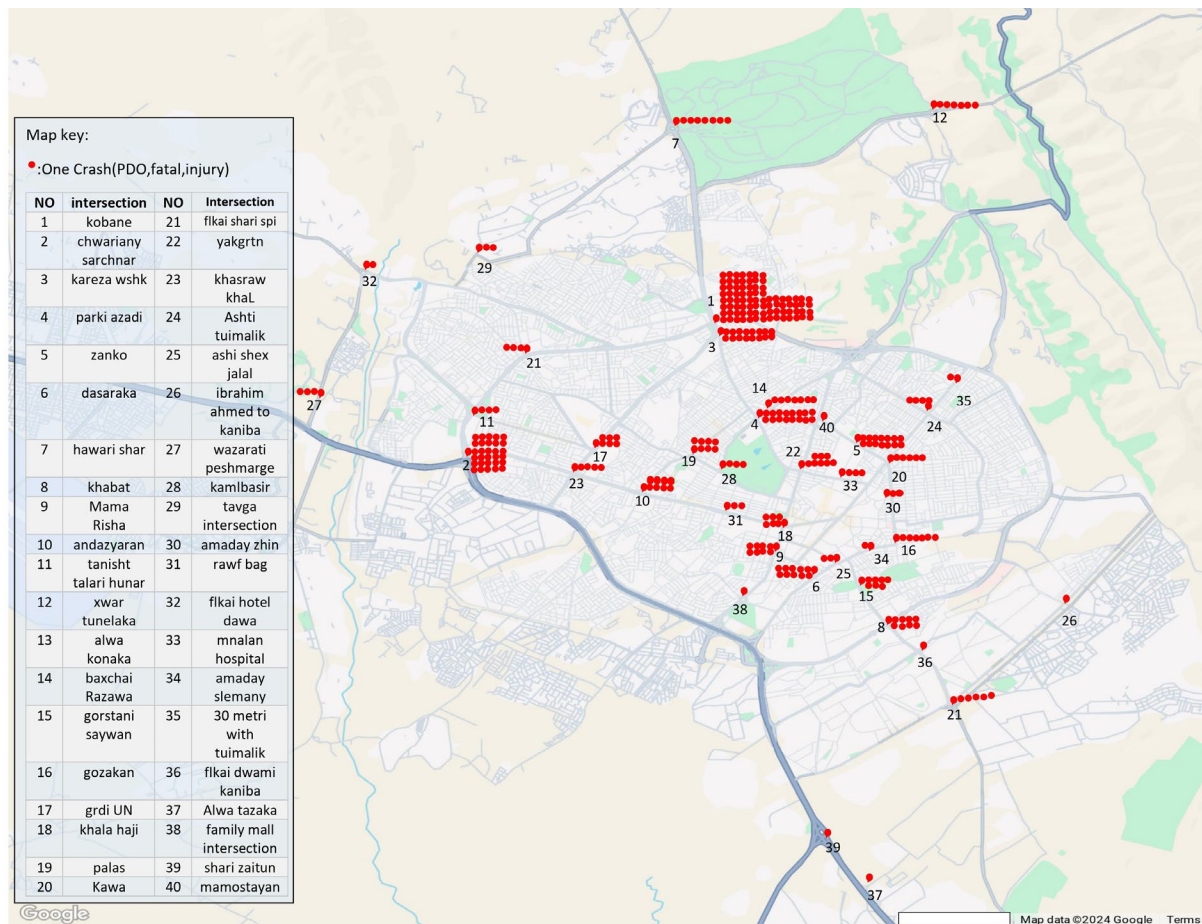 Map key:
:One Crash(PDO,fatal,injury)
NO intersection NO Intersection
1 kobane 21 flkai shari spi
2 chwariany sarchnar 22 yakgrtn
3 kareza wshk 23 khasraw khaL
4 parki azadi 24 Ashti tuimalik
5 zanko 25 ashi shex jalal
6 dasaraka 26 ibrahim ahmed to kaniba
7 hawari shar 27 wazarati peshmarge
8 khabat 28 kamlbasir
9 Mama Risha 29 tavga intersection
10 andazyaran 30 amaday zhin
11 tanisht talari hunar 31 rawf bag
12 xwar tunelaka 32 flkai hotel dawa
13 alwa konaka 33 mnalan hospital
14 baxchai Razawa 34 amaday slemany
15 gorstani saywan 35 30 metri with tuimalik
16 gozakan 36 flkai dwami kaniba
17 grdi UN 37 Alwa tazaka
18 khala haji 38 family mall intersection
19 palas 39 shari zaitun
20 Kawa 40 mamostayan
12
7
29
32
1
3
21
35
27
14
24
11
4
40
5
17
19
22
2
20
23
28
33
10
30
31
18
16
9
34
25
6
15
38
26
8
36
21
39
37
Google
Map data ©2024 Google Terms